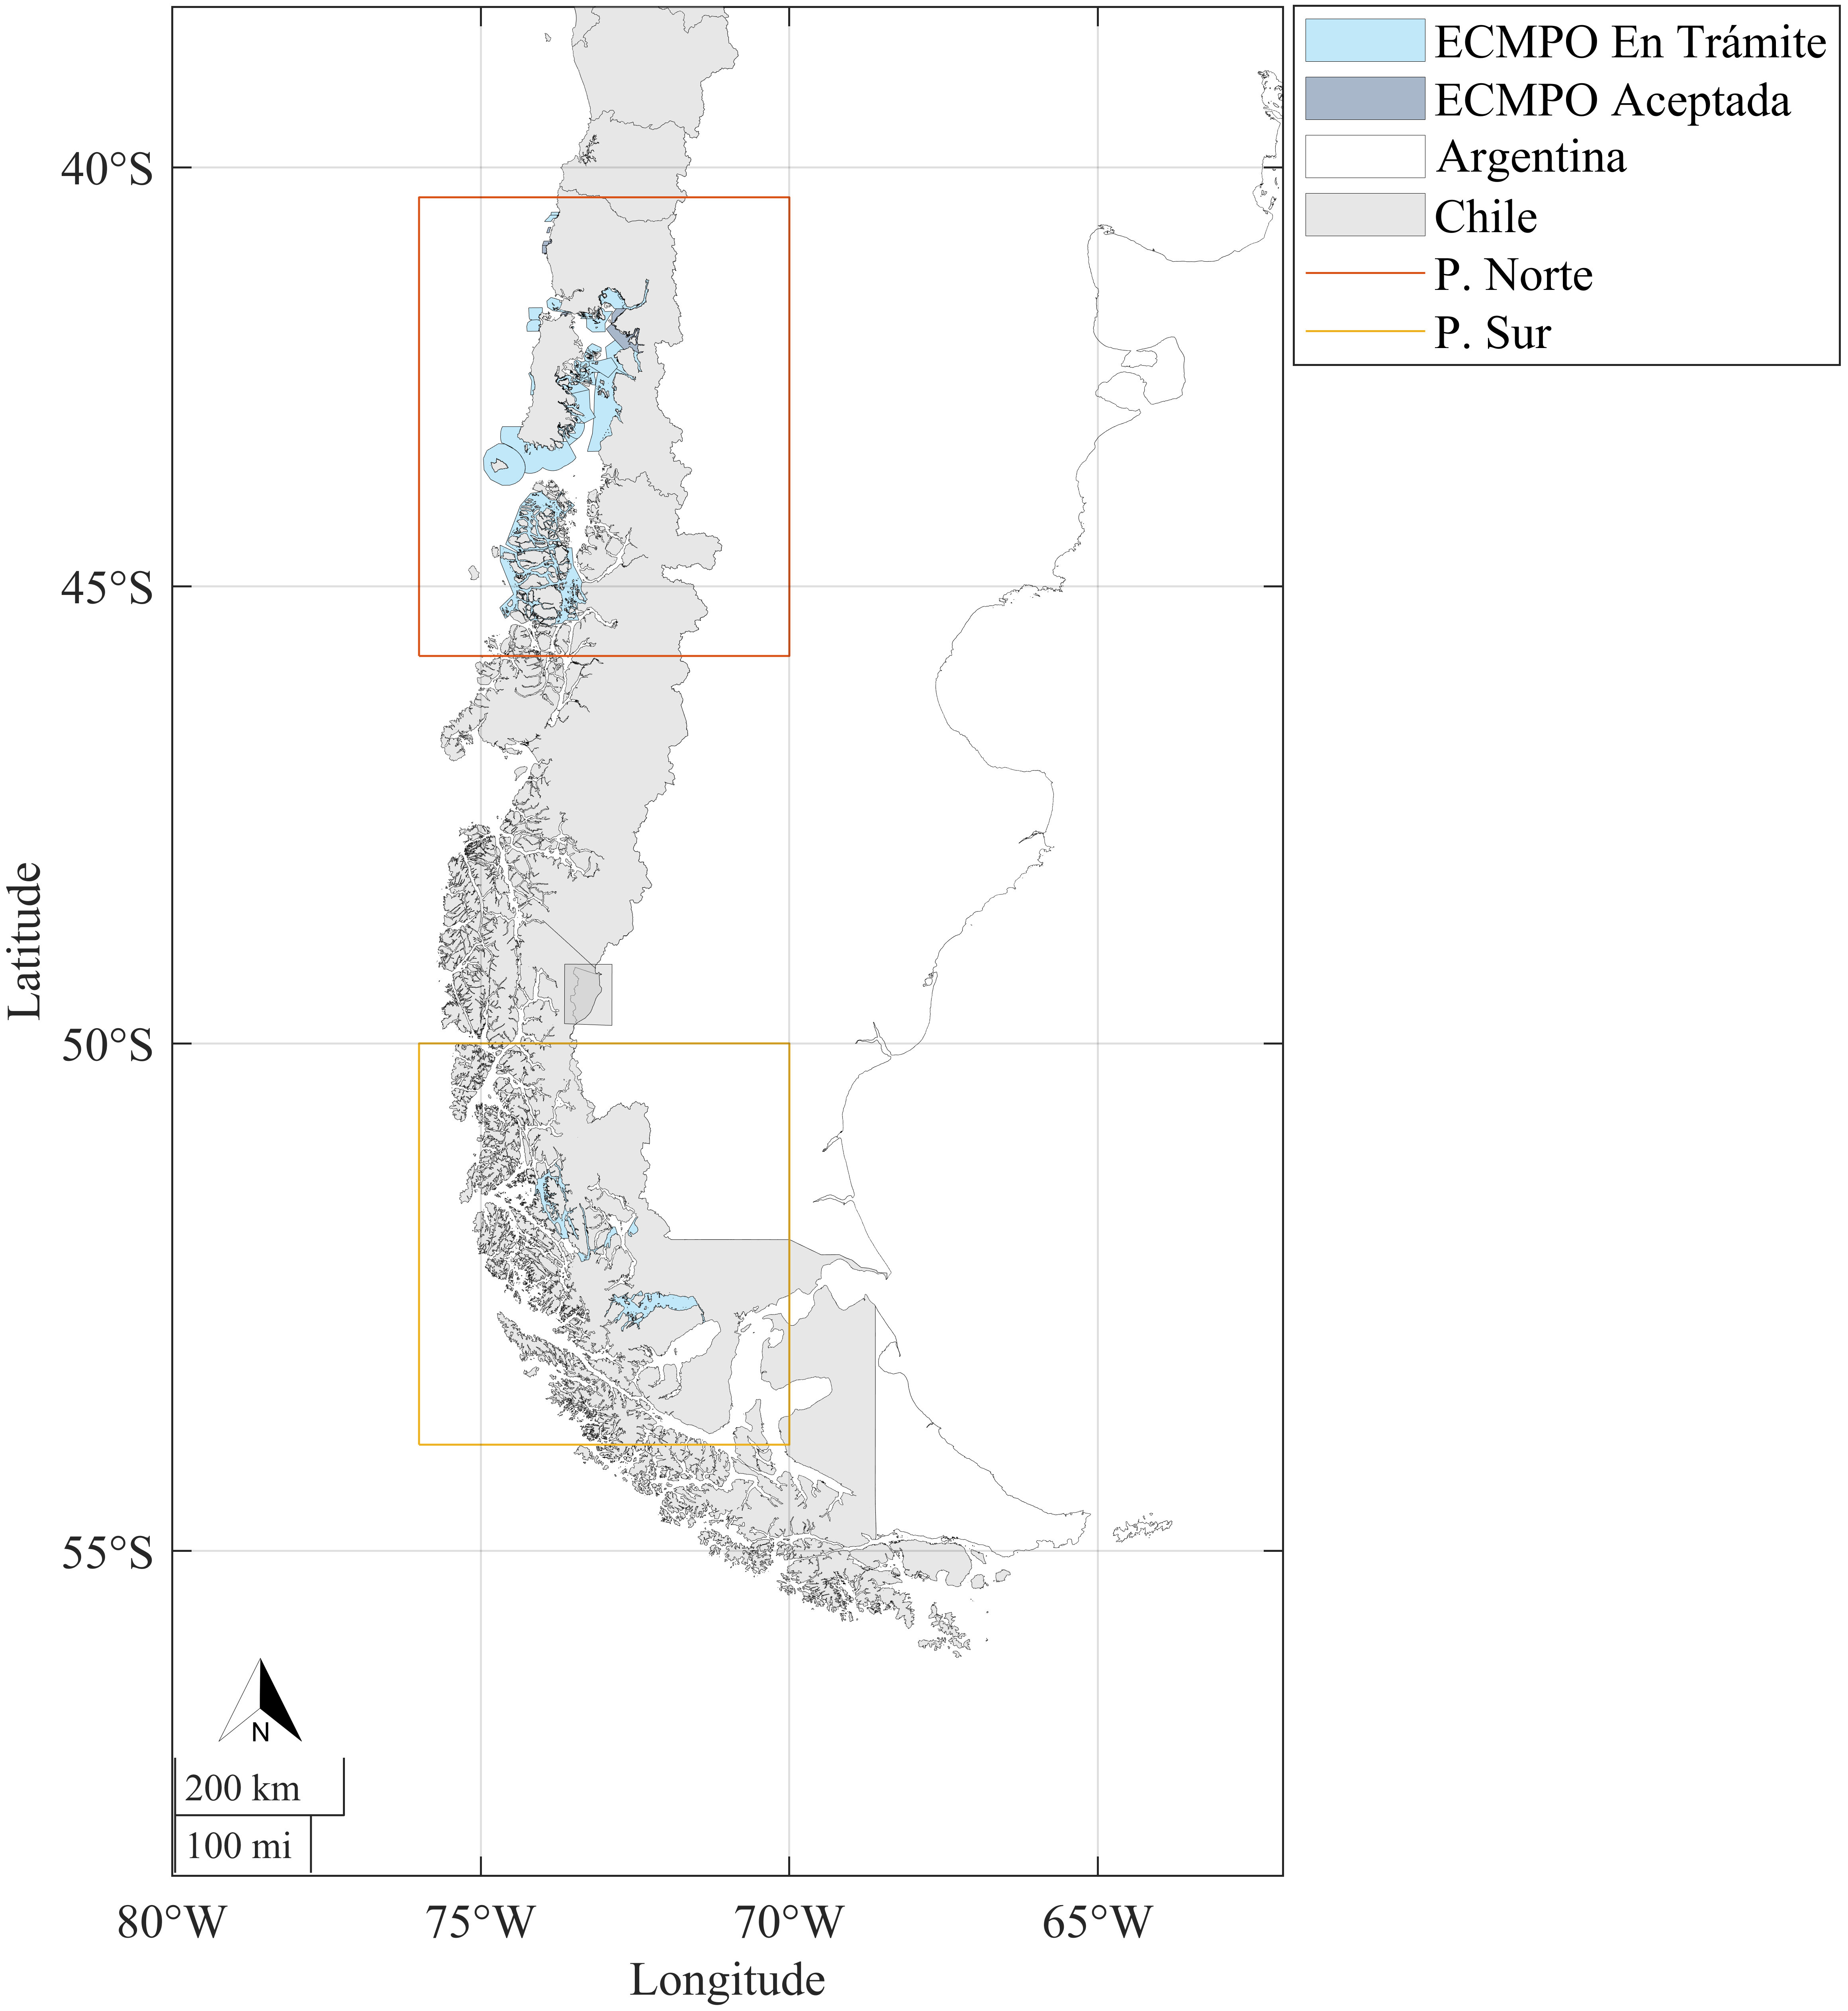 ECMPO En Trámite
ECMPO Aceptada
Argentina
Chile
P. Norte
P. Sur
40°S
45°S
50°S
55°S
Latitude
N
200 km
100 mi
80°W
75°W
70°W
65°W
Longitude